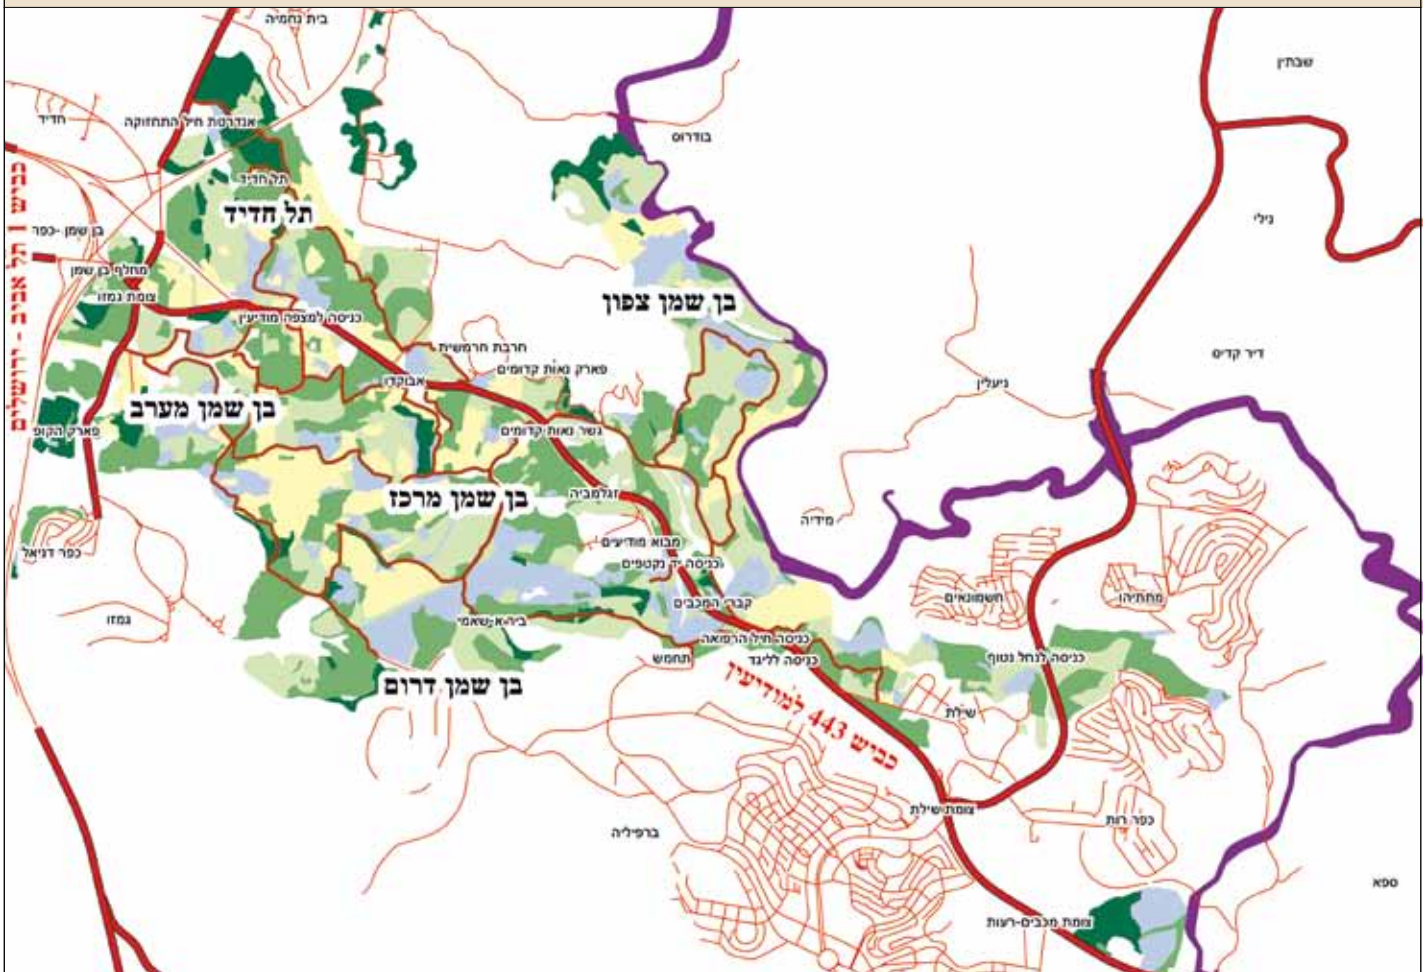 בית נחמיה
שבתין
חדיד
אנדרטת חיל התחזוקה
בודרוס
תל חדיד
תל חדיד
נילי
בן שמן -כפר
מחלף בן שמן
צומת גמזו
כביש 1 תל אביב - ירושלים
בן שמן צפון
כניסה למצפה מודיעין
חרבת חרמשית
דיר קדיס
פארק נאות קדומים
אבוקדו
ניעלין
בן שמן מערב
פארק הקופ
גשר נאות קדומים
בן שמן מרכז
זגלמביה
מידיה
מבוא מודיעים
כפר דניאל
כניסה יד נקטפים
חשמונאים
מתתיהו
קברי המכבים
גמזו
ביר א-שאמי
כניסה חיל הרפואה
תחמש
כניסה לליגד
כניסה לנחל נטוף
בן שמן דרום
כביש 443 למודיעין
שילת
צומת שילת
כפר רות
ברפיליה
ספא
צומת מכבים-רעות